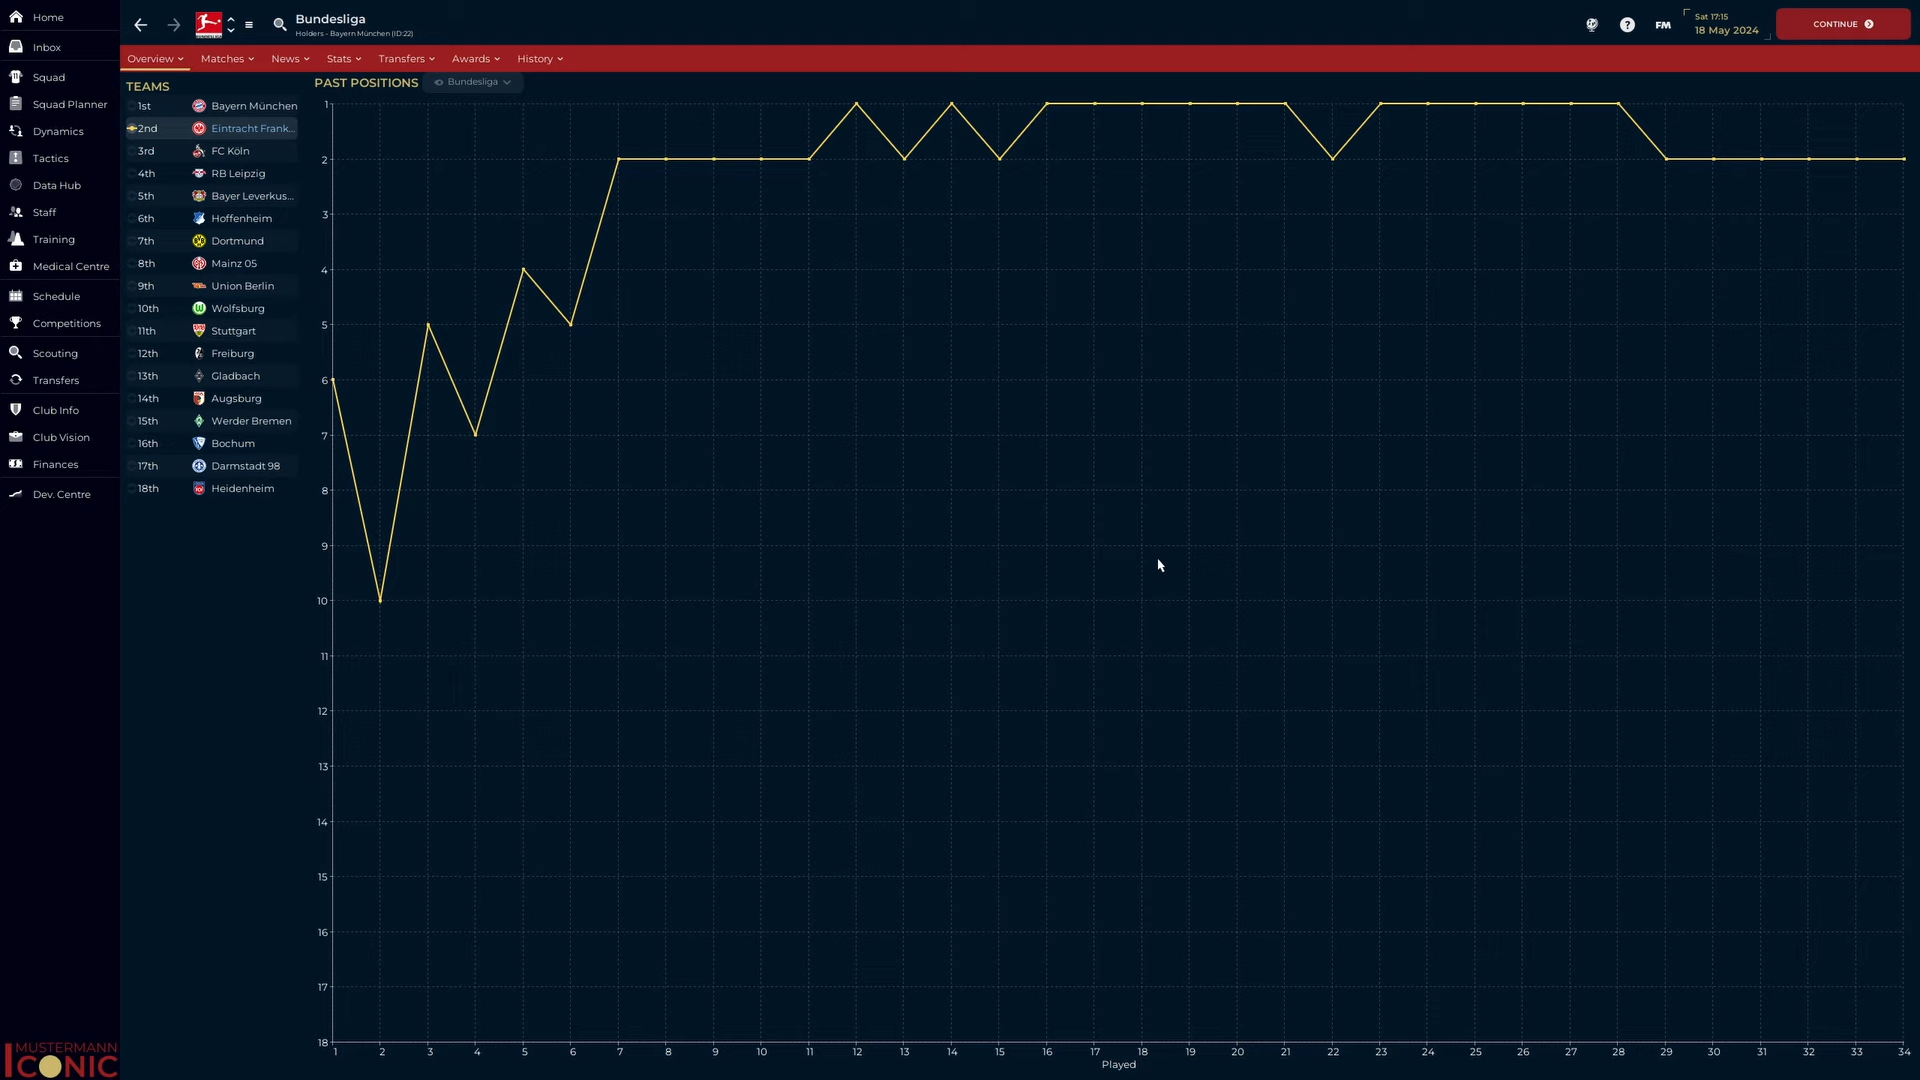 Home
Inbox
Squad
Squad Planner
Dynamics
Tactics
Data Hub
Staff
Training
Medical Centre
Schedule
Competitions
Scouting
Transfers
Club Info
Club Vision
Finances
Dev. Centre
MUSTERMANN
ICONIC
Bundesliga
Holders - Bayern München (ID:22)
FM
Sat 17:15
18 May 2024
CONTINUE
Overview Matches News Stats Transfers Awards History
TEAMS
1st Bayern München
2nd Eintracht Frank...
3rd FC Köln
4th RB Leipzig
5th Bayer Leverkus...
6th Hoffenheim
7th Dortmund
8th Mainz 05
9th Union Berlin
10th Wolfsburg
11th Stuttgart
12th Freiburg
13th Gladbach
14th Augsburg
15th Werder Bremen
16th Bochum
17th Darmstadt 98
18th Heidenheim
PAST POSITIONS Bundesliga
1
2
3
4
5
6
7
8
9
10
11
12
13
14
15
16
17
18
1 2 3 4 5 6 7 8 9 10 11 12 13 14 15 16 17 18 19 20 21 22 23 24 25 26 27 28 29 30 31 32 33 34
Played